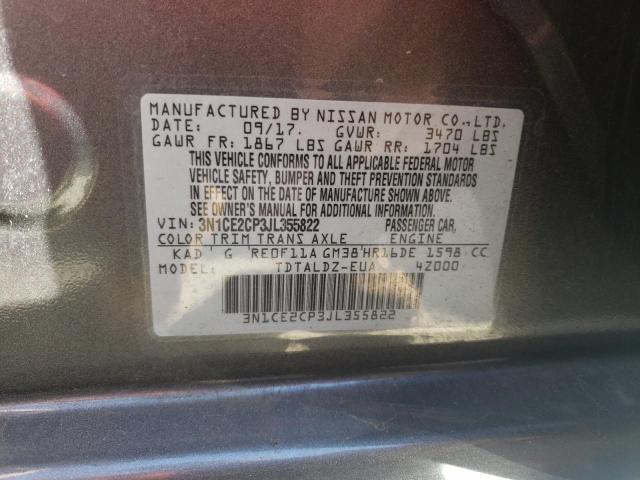 MANUFACTURED BY NISSAN MOTOR CO.,LTD.
DATE: 09/17. GVWR: 3470 LBS
GAWR FR: 1867 LBS GAWR RR: 1704 LBS
THIS VEHICLE CONFORMS TO ALL APPLICABLE FEDERAL MOTOR
VEHICLE SAFETY, BUMPER AND THEFT PREVENTION STANDARDS
IN EFFECT ON THE DATE OF MANUFACTURE SHOWN ABOVE.
SEE OWNER'S MANUAL FOR ADDITIONAL INFORMATION.
VIN: 3N1CE2CP3JL355822 PASSENGER CAR.
COLOR TRIM TRANS AXLE ENGINE
KAD G RE0F11A GM38 HR16DE 1598 CC
MODEL: TDTALDZ-EUA 4Z000
3N1CE2CP3JL355822